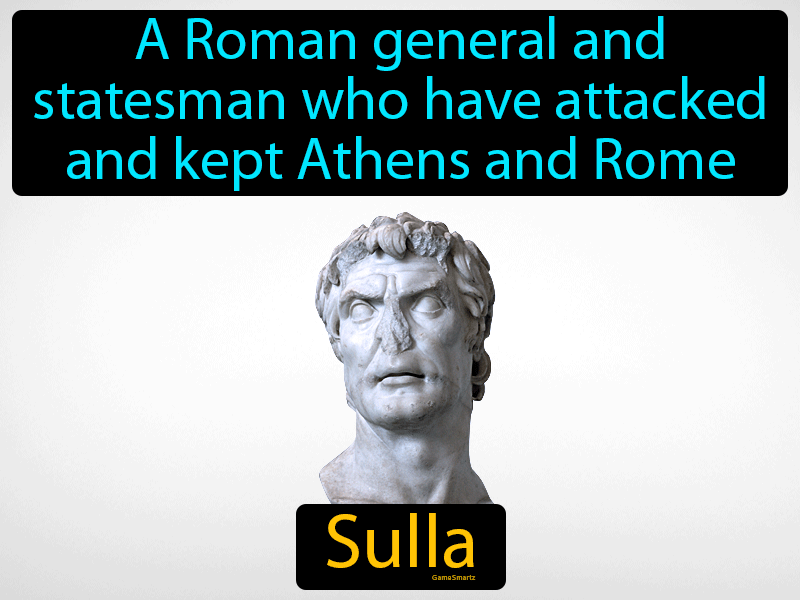 A Roman general and
statesman who have attacked
and kept Athens and Rome
Sulla
GameSmartz